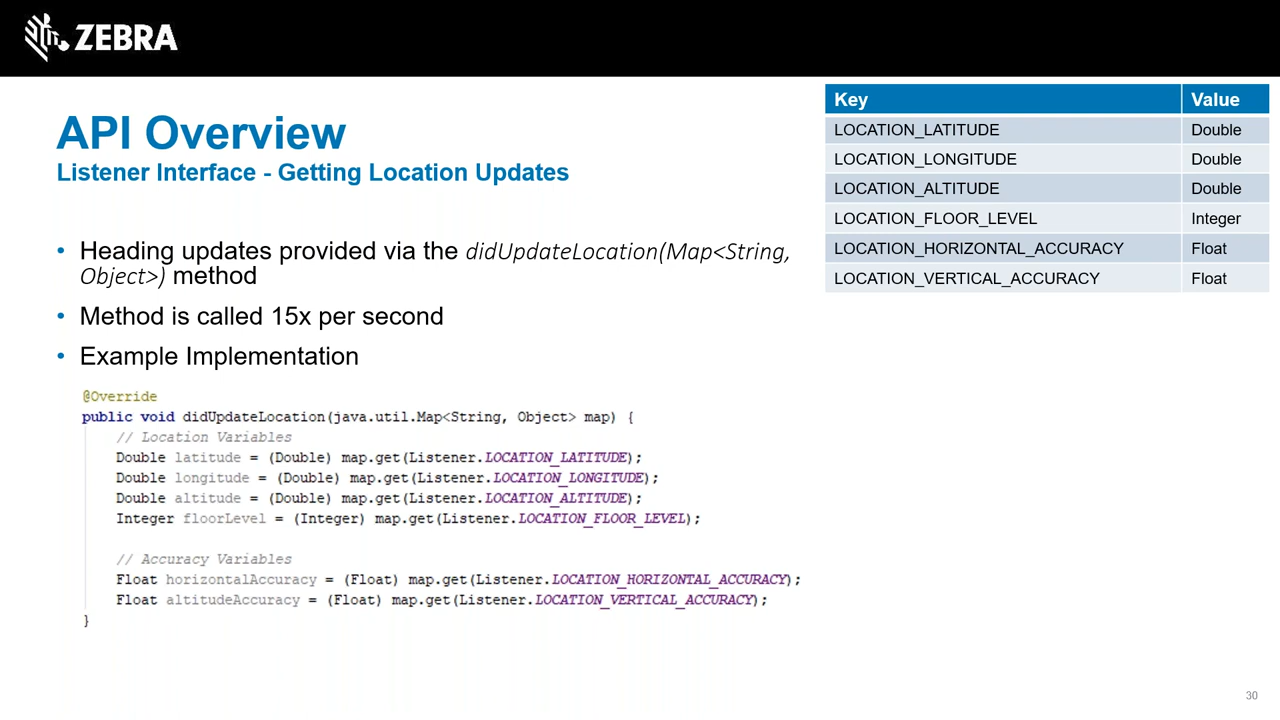 ZEBRA
API Overview
Listener Interface - Getting Location Updates
• Heading updates provided via the didUpdateLocation(Map<String,
Object>) method
• Method is called 15x per second
• Example Implementation
@Override
public void didUpdateLocation(java.util.Map<String, Object> map) {
// Location Variables
Double latitude = (Double) map.get(Listener.LOCATION_LATITUDE);
Double longitude = (Double) map.get(Listener.LOCATION_LONGITUDE);
Double altitude = (Double) map.get(Listener.LOCATION_ALTITUDE);
Integer floorLevel = (Integer) map.get(Listener.LOCATION_FLOOR_LEVEL);
// Accuracy Variables
Float horizontalAccuracy = (Float) map.get(Listener.LOCATION_HORIZONTAL_ACCURACY);
Float altitudeAccuracy = (Float) map.get(Listener.LOCATION_VERTICAL_ACCURACY);
}
Key Value
LOCATION_LATITUDE Double
LOCATION_LONGITUDE Double
LOCATION_ALTITUDE Double
LOCATION_FLOOR_LEVEL Integer
LOCATION_HORIZONTAL_ACCURACY Float
LOCATION_VERTICAL_ACCURACY Float
30